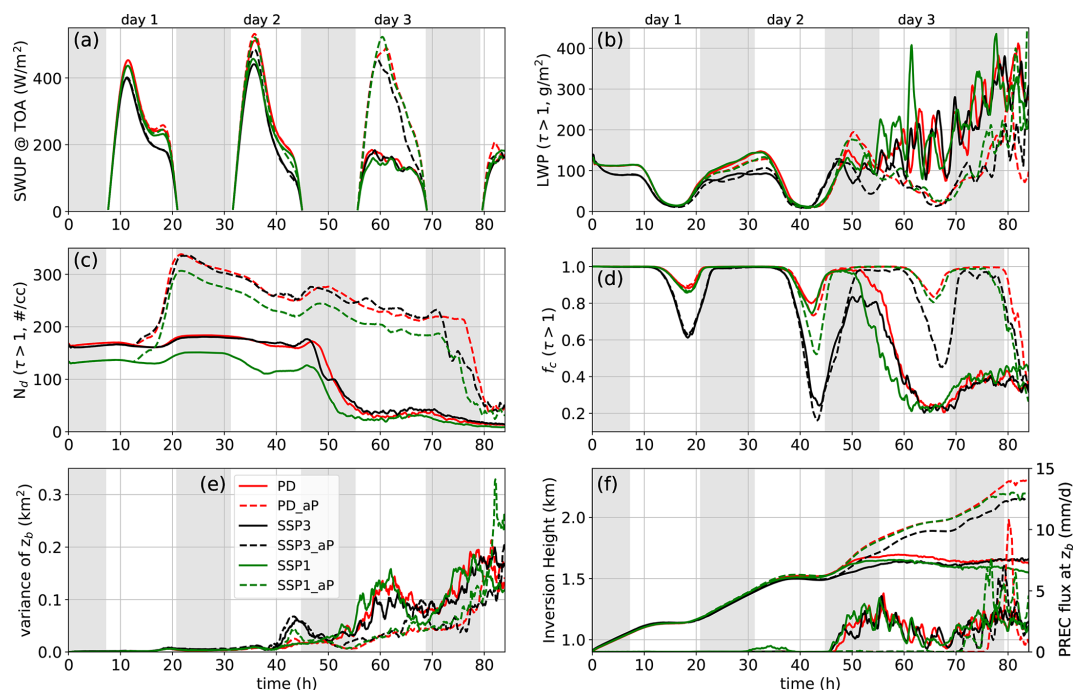 day 1 day 2 day 3
(a)
SWUP @ TOA (W/m²)
400
200
0
0 10 20 30 40 50 60 70 80
day 1 day 2 day 3
(b)
LWP (τ > 1, g/m²)
400
300
200
100
0
0 10 20 30 40 50 60 70 80
(c)
N_d (τ > 1, #/cc)
300
200
100
0
0 10 20 30 40 50 60 70 80
(d)
f_c (τ > 1)
1.0
0.8
0.6
0.4
0.2
0 10 20 30 40 50 60 70 80
(e)
variance of z_b (km²)
0.3
0.2
0.1
0.0
PD
PD_aP
SSP3
SSP3_aP
SSP1
SSP1_aP
0 10 20 30 40 50 60 70 80
time (h)
(f)
Inversion Height (km)
2.0
1.5
1.0
15
10
5
0
PREC flux at z_b (mm/d)
0 10 20 30 40 50 60 70 80
time (h)